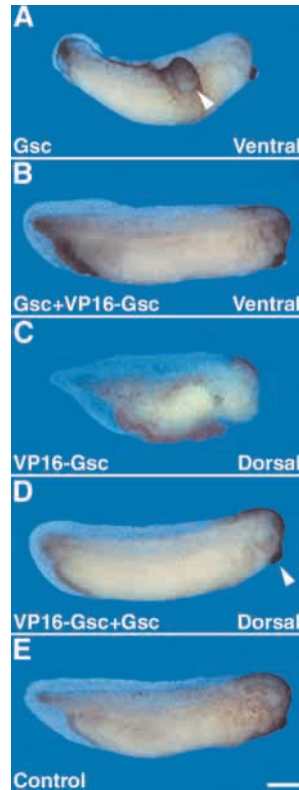 A
Gsc Ventral
B
Gsc+VP16-Gsc Ventral
C
VP16-Gsc Dorsal
D
VP16-Gsc+Gsc Dorsal
E
Control